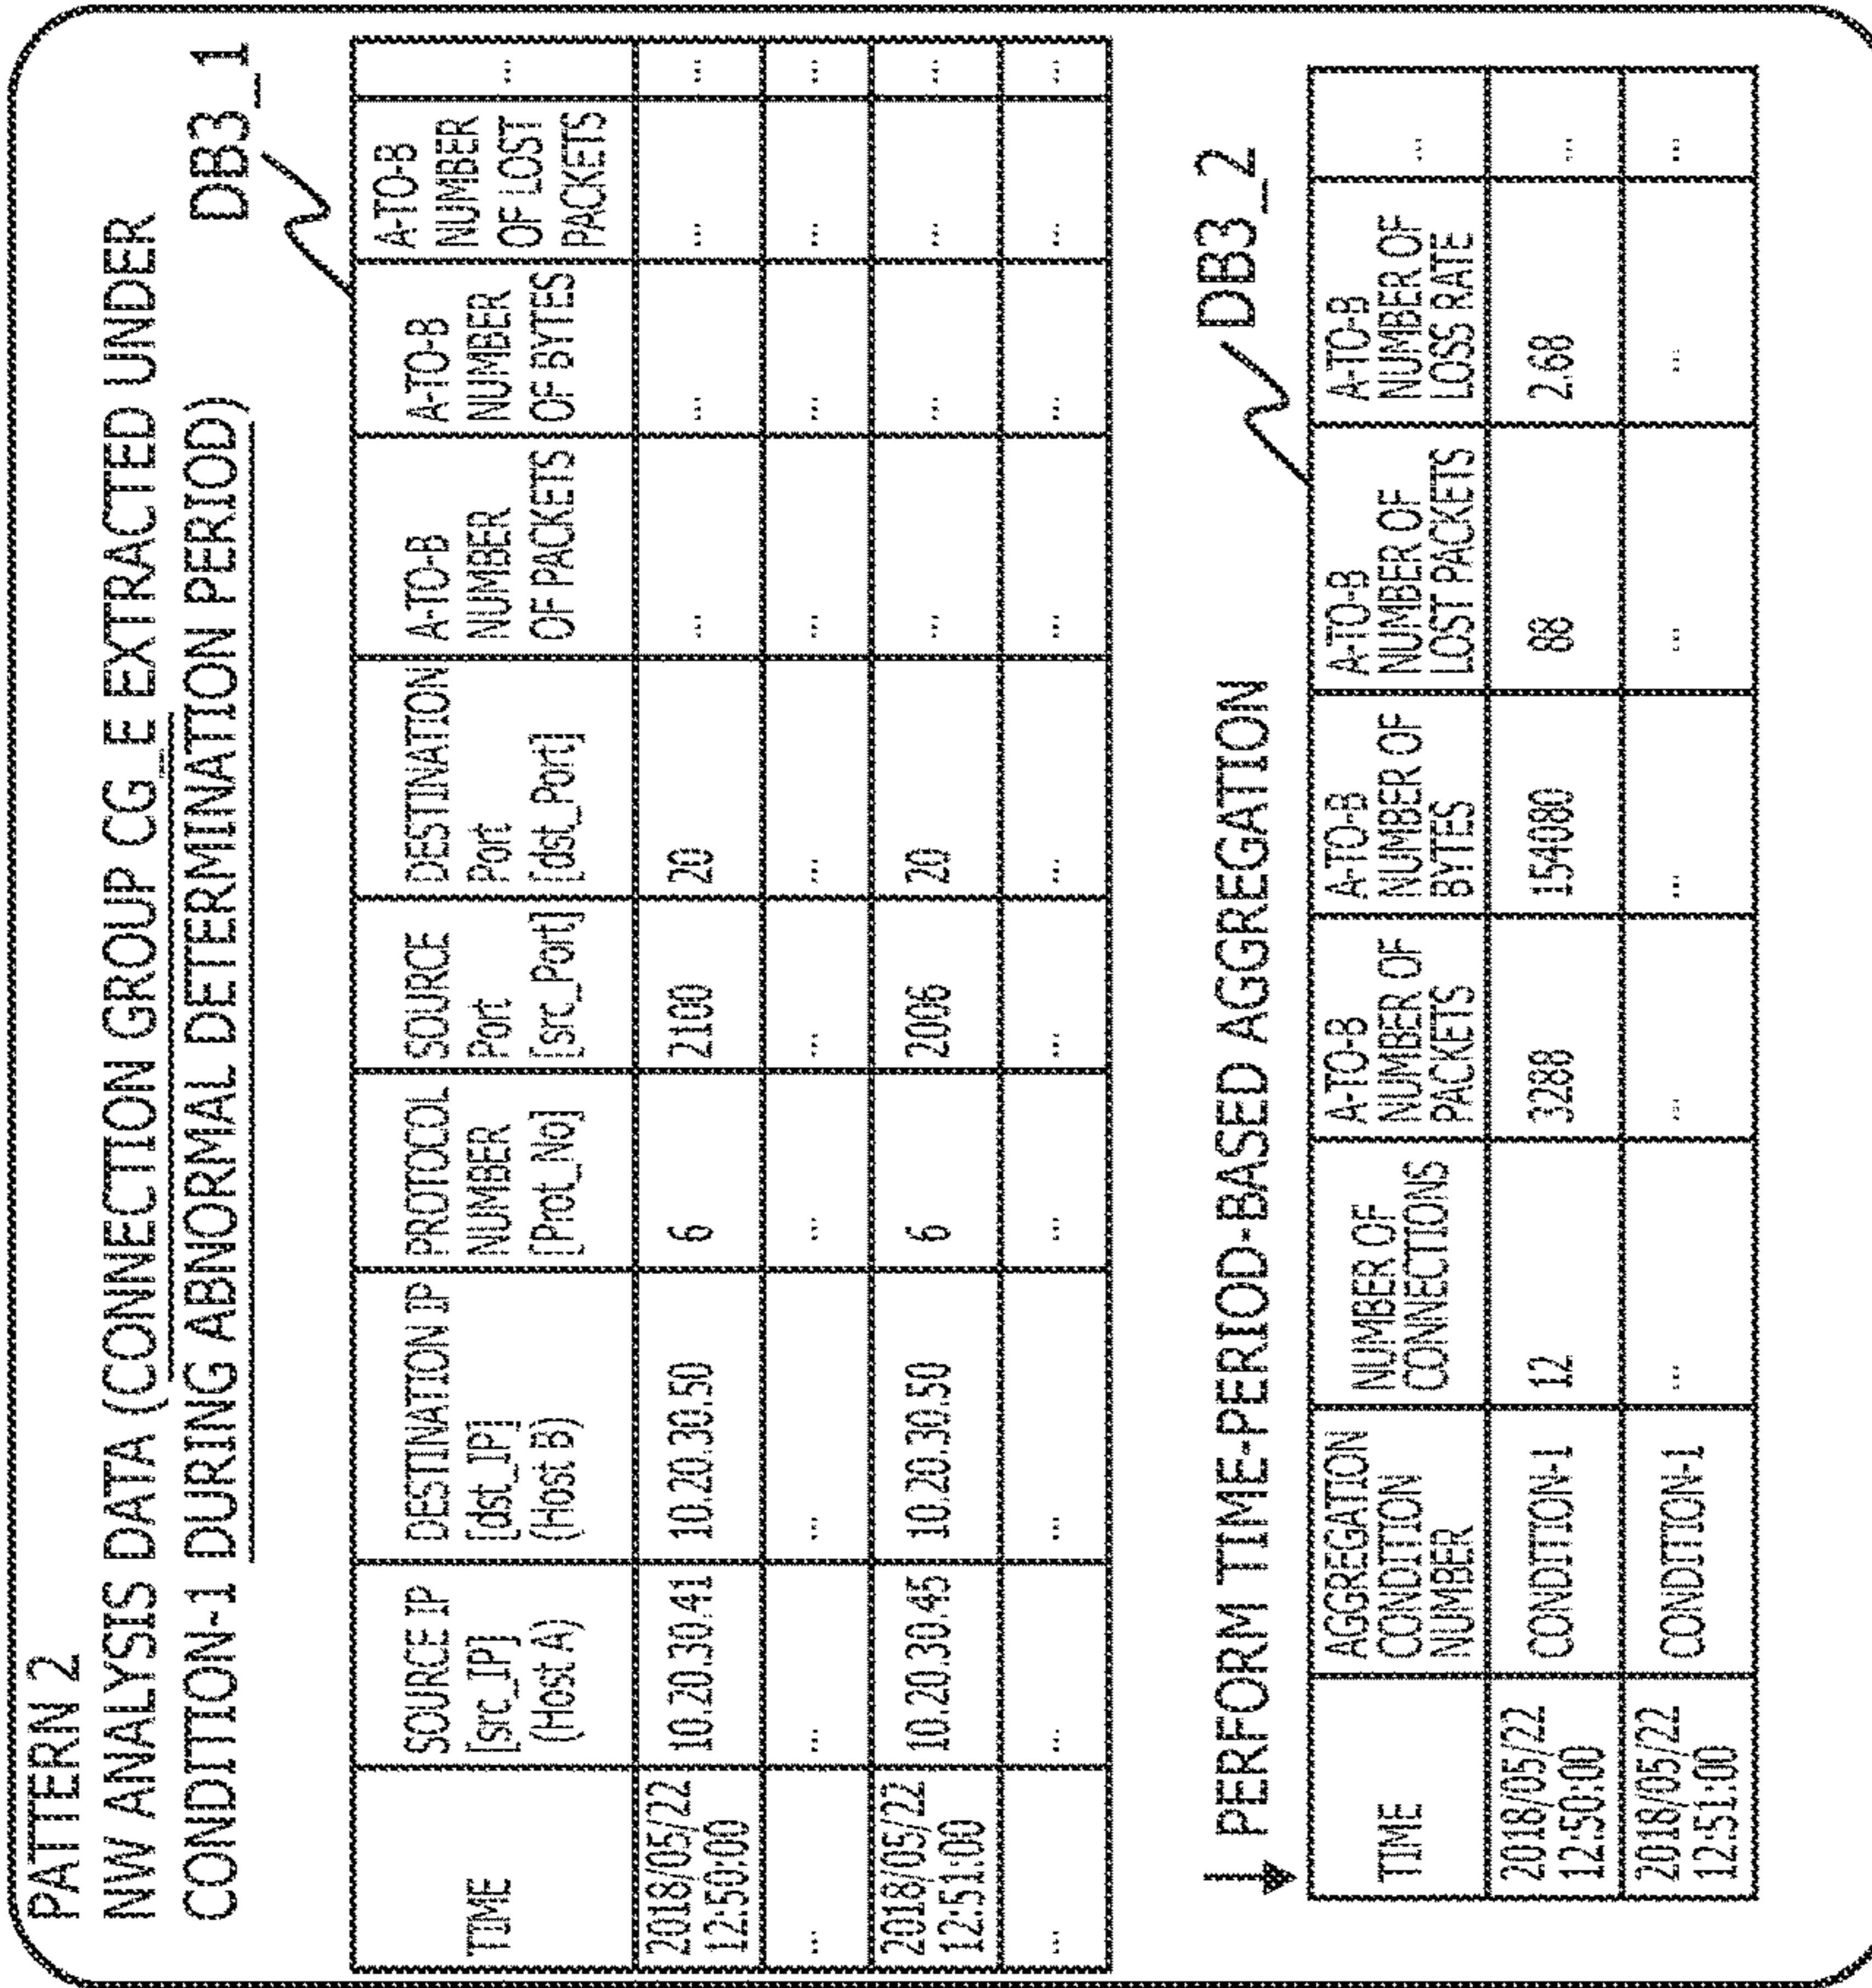 PATTERN 2
NW ANALYSIS DATA (CONNECTION GROUP CG_E EXTRACTED UNDER
CONDITION-1 DURING ABNORMAL DETERMINATION PERIOD)
DB3_1
TIME
SOURCE IP
[src_IP]
(Host A)
DESTINATION IP
[dst_IP]
(Host B)
PROTOCOL
NUMBER
[Prot_No]
SOURCE
Port
[src_Port]
DESTINATION
Port
[dst_Port]
A-TO-B
NUMBER
OF PACKETS
A-TO-B
NUMBER
OF BYTES
A-TO-B
NUMBER
OF LOST
PACKETS
...
2018/05/22
12:50:00
10.20.30.41
10.20.30.50
6
2100
20
...
...
...
...
...
...
...
...
...
...
...
...
...
...
2018/05/22
12:51:00
10.20.30.45
10.20.30.50
6
2006
20
...
...
...
...
...
...
...
...
...
...
...
...
...
...
PERFORM TIME-PERIOD-BASED AGGREGATION
DB3_2
TIME
AGGREGATION
CONDITION
NUMBER
NUMBER OF
CONNECTIONS
A-TO-B
NUMBER OF
PACKETS
A-TO-B
NUMBER OF
BYTES
A-TO-B
NUMBER OF
LOST PACKETS
A-TO-B
NUMBER OF
LOSS RATE
...
2018/05/22
12:50:00
CONDITION-1
12
3288
154080
88
2.68
...
2018/05/22
12:51:00
CONDITION-1
...
...
...
...
...
...